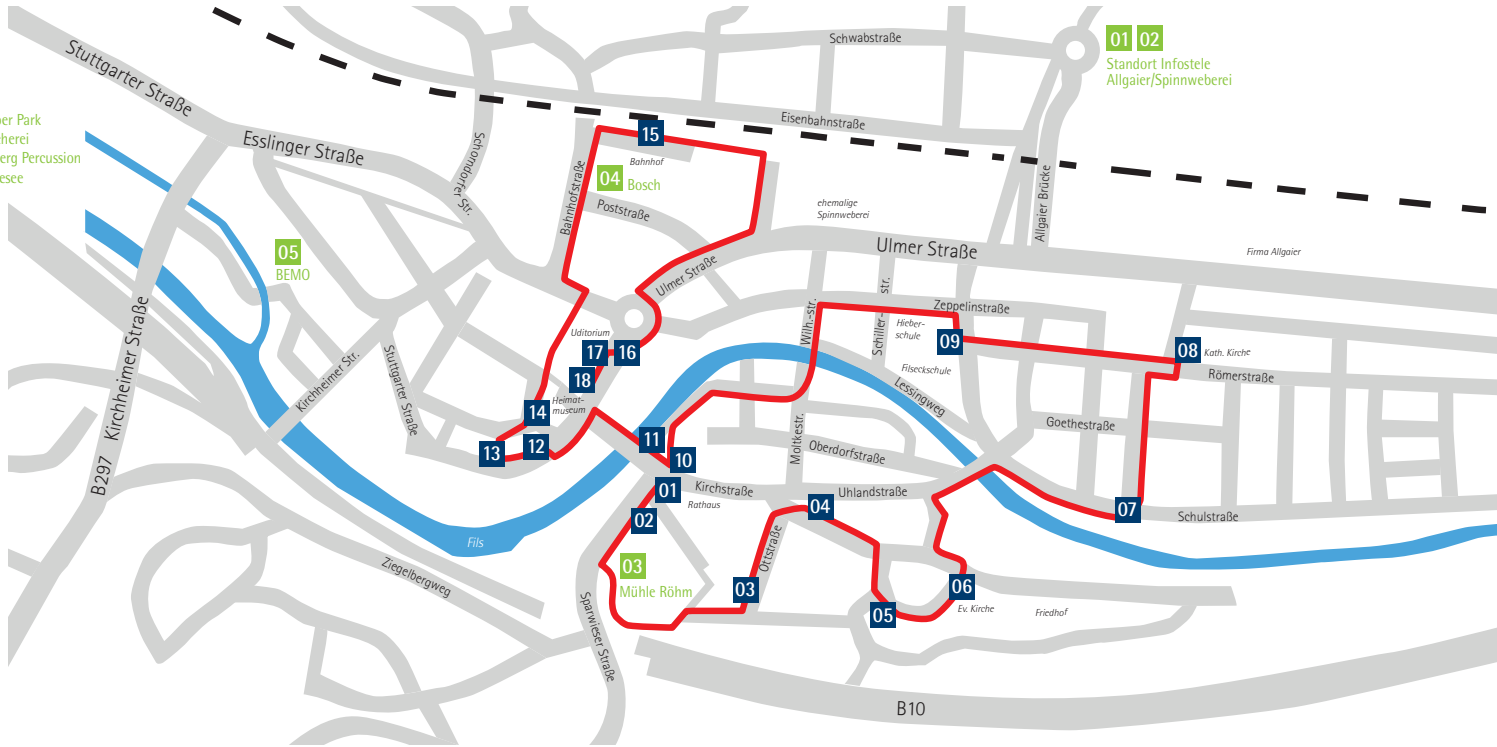 Stuttgarter Straße
Schwabstraße
01 02
Standort Infostele
Allgaier/Spinnweberei
Eisenbahnstraße
Esslinger Straße
Schorndorfer Str.
15
Bahnhof
04 Bosch
Bahnhofstraße
Poststraße
Park
Percussion
ehemalige
Spinnweberei
Allgaier Brücke
Ulmer Straße
Firma Allgaier
05
BEMO
Ulmer Straße
Kirchheimer Straße
B297
Zeppelinstraße
Wilh.-str.
Schiller-str.
Hieber-
schule
09
Filseckschule
08 Kath. Kirche
Römerstraße
Uditorium
17 16
18
Stuttgarter Straße
Kirchheimer Str.
Heimat-
museum
14
12
13
11
10
Lessingweg
Moltkestr.
Oberdorfstraße
Goethestraße
01
Kirchstraße
Rathaus
02
Uhlandstraße
04
07
Schulstraße
Fils
Ziegelbergweg
03
Mühle Röhm
Sparwieser Straße
Ottstraße
03
05
06
Ev. Kirche
Friedhof
B10